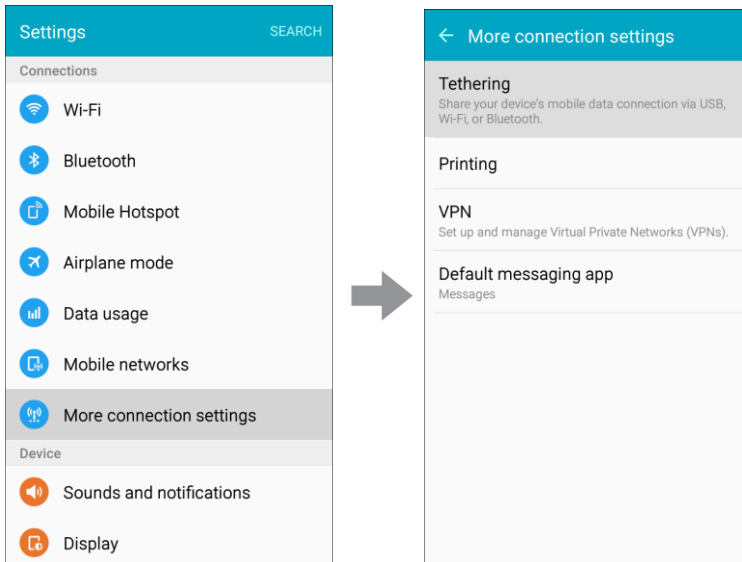 Settings
SEARCH
Connections
Wi-Fi
Bluetooth
Mobile Hotspot
Airplane mode
Data usage
Mobile networks
More connection settings
Device
Sounds and notifications
Display
More connection settings
Tethering
Share your device's mobile data connection via USB,
Wi-Fi, or Bluetooth.
Printing
VPN
Set up and manage Virtual Private Networks (VPNs).
Default messaging app
Messages